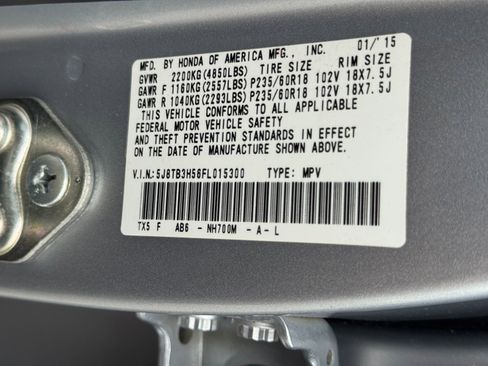 MFD. BY HONDA OF AMERICA MFG., INC. 01/'15
GVWR 2200KG(4850LBS) TIRE SIZE RIM SIZE
GAWR F 1160KG(2557LBS) P235/60R18 102V 18X7.5J
GAWR R 1040KG(2293LBS) P235/60R18 102V 18X7.5J
THIS VEHICLE CONFORMS TO ALL APPLICABLE
FEDERAL MOTOR VEHICLE SAFETY
AND THEFT PREVENTION STANDARDS IN EFFECT
ON THE DATE OF MANUFACTURE SHOWN ABOVE.
V.I.N.:5J8TB3H56FL015300 TYPE: MPV
TX5 F AB6 -NH700M -A-L